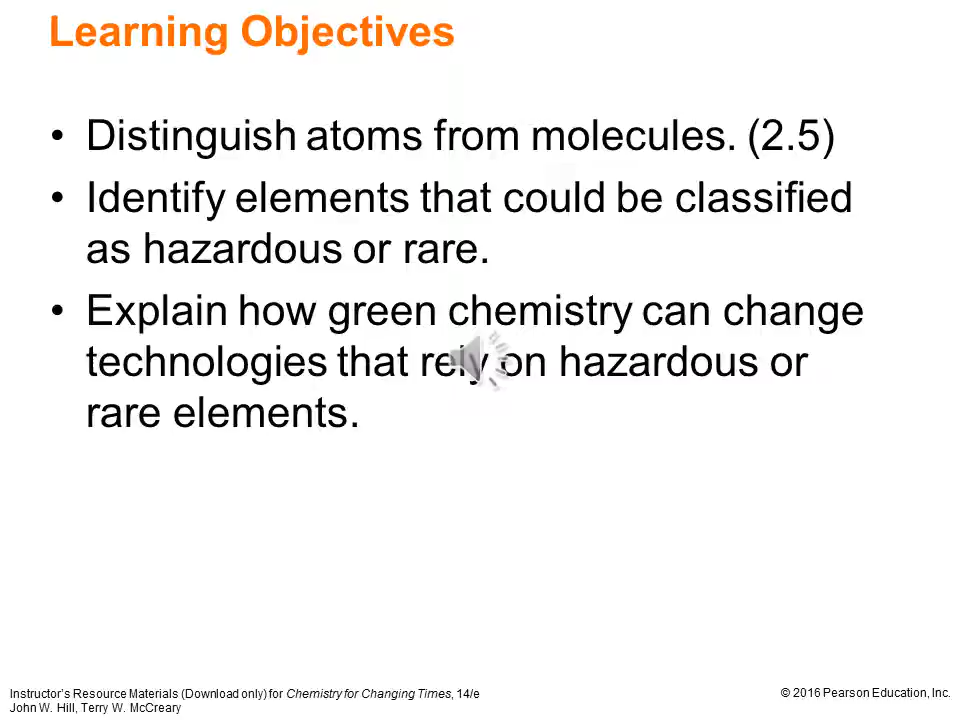 Learning Objectives
• Distinguish atoms from molecules. (2.5)
• Identify elements that could be classified
as hazardous or rare.
• Explain how green chemistry can change
technologies that rely on hazardous or
rare elements.
Instructor's Resource Materials (Download only) for Chemistry for Changing Times, 14/e
John W. Hill, Terry W. McCreary
© 2016 Pearson Education, Inc.